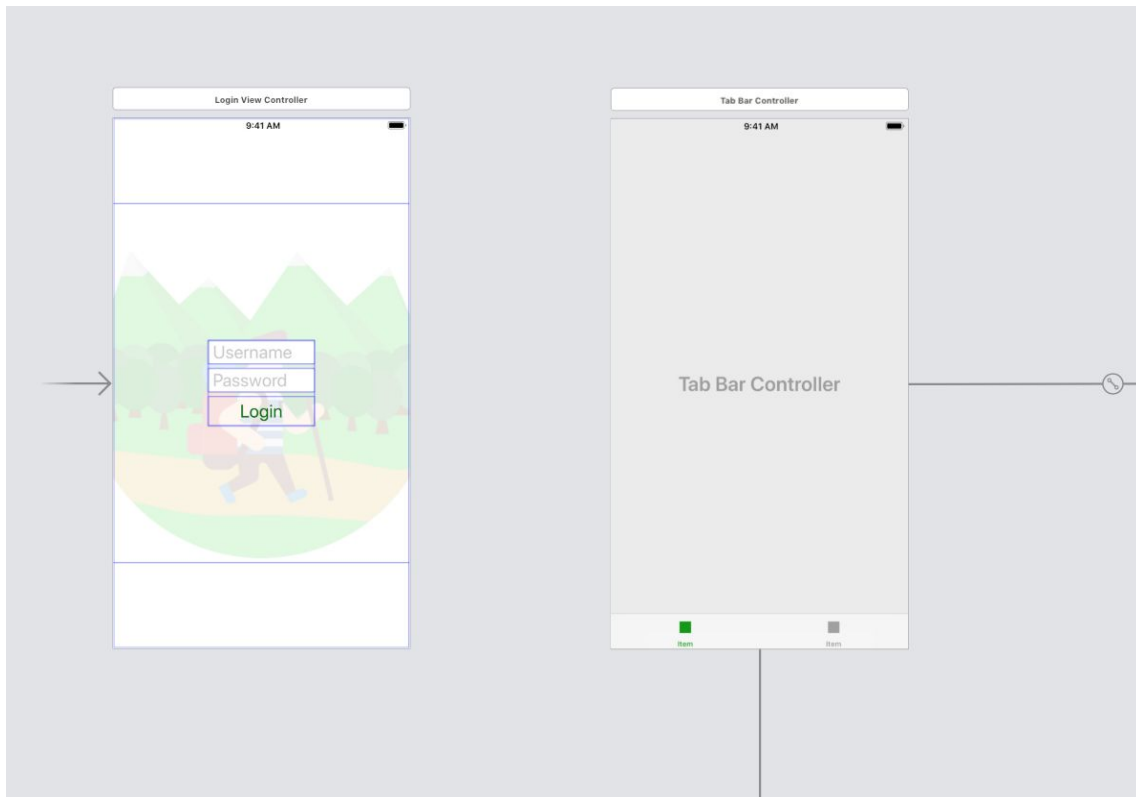 Login View Controller
9:41 AM
Username
Password
Login
Tab Bar Controller
9:41 AM
Tab Bar Controller
Item
Item